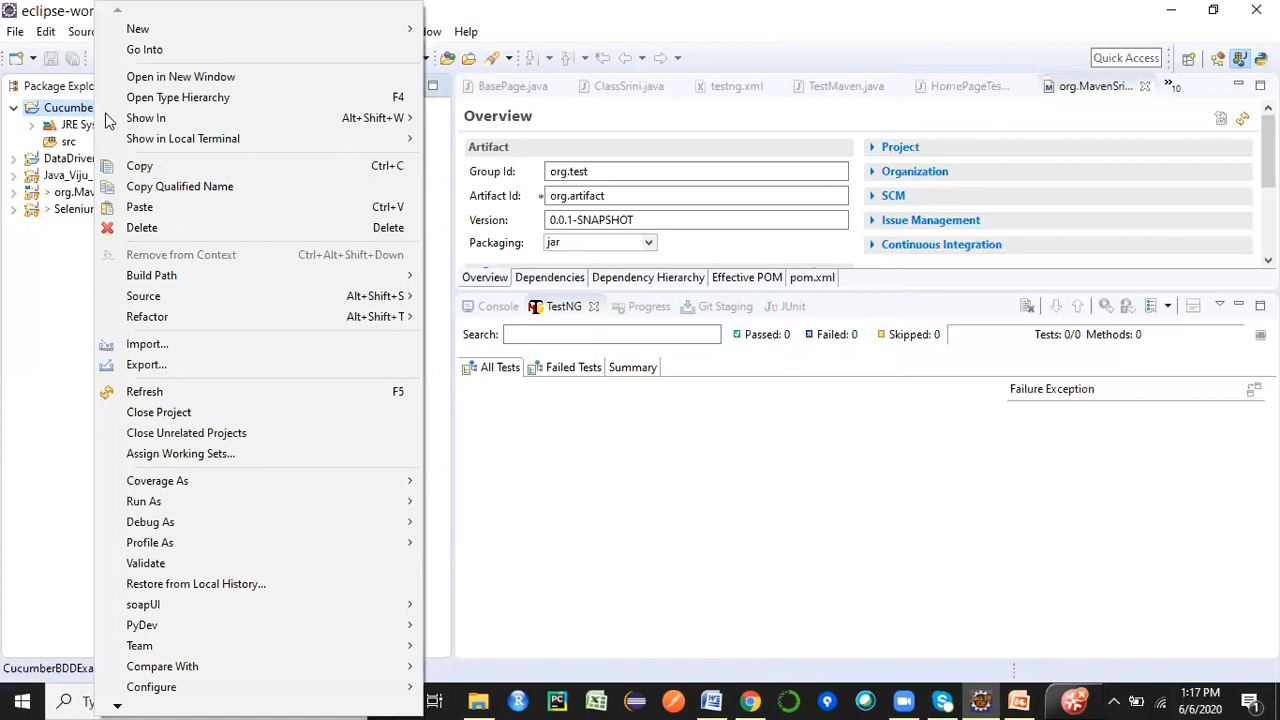 eclipse-wor
File Edit Sourc
ow Help
Quick Access
Package Explo
Cucumbe
JRE Sys
src
DataDriven
Java_Viju_
> org.Mav
> Selenium
New
Go Into
Open in New Window
Open Type Hierarchy F4
Show In Alt+Shift+W >
Show in Local Terminal
Copy Ctrl+C
Copy Qualified Name
Paste Ctrl+V
Delete Delete
Remove from Context Ctrl+Alt+Shift+Down
Build Path
Source Alt+Shift+S >
Refactor Alt+Shift+T >
Import...
Export...
Refresh F5
Close Project
Close Unrelated Projects
Assign Working Sets...
Coverage As
Run As
Debug As
Profile As
Validate
Restore from Local History...
soapUI
PyDev
Team
Compare With
Configure
BasePage.java ClassSrini.java testng.xml TestMaven.java HomePageTes... org.MavenSri... »10
Overview
Artifact
Group Id: org.test
Artifact Id: * org.artifact
Version: 0.0.1-SNAPSHOT
Packaging: jar
Project
Organization
SCM
Issue Management
Continuous Integration
Overview Dependencies Dependency Hierarchy Effective POM pom.xml
Console TestNG Progress Git Staging JUnit
Search: Passed: 0 Failed: 0 Skipped: 0 Tests: 0/0 Methods: 0
All Tests Failed Tests Summary
Failure Exception
CucumberBDDExa
Ty
1:17 PM
6/6/2020